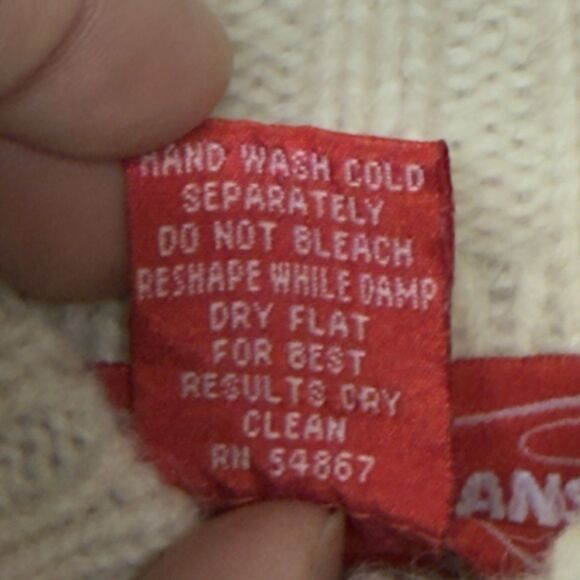 HAND WASH COLD
SEPARATELY
DO NOT BLEACH
RESHAPE WHILE DAMP
DRY FLAT
FOR BEST
RESULTS DRY
CLEAN
RN 54867